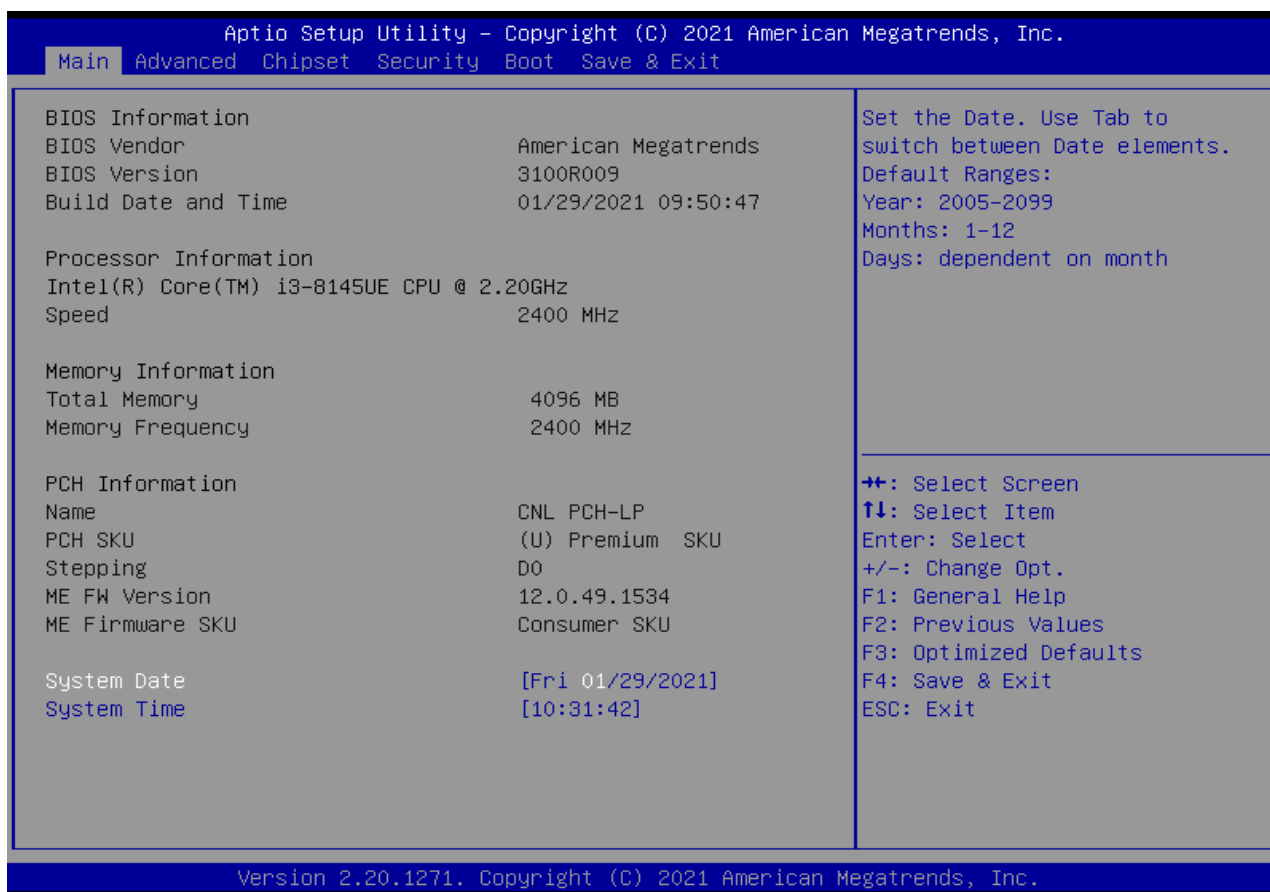 Aptio Setup Utility – Copyright (C) 2021 American Megatrends, Inc.
Main Advanced Chipset Security Boot Save & Exit
BIOS Information
BIOS Vendor American Megatrends
BIOS Version 3100R009
Build Date and Time 01/29/2021 09:50:47
Processor Information
Intel(R) Core(TM) i3-8145UE CPU @ 2.20GHz
Speed 2400 MHz
Memory Information
Total Memory 4096 MB
Memory Frequency 2400 MHz
PCH Information
Name CNL PCH-LP
PCH SKU (U) Premium SKU
Stepping D0
ME FW Version 12.0.49.1534
ME Firmware SKU Consumer SKU
System Date [Fri 01/29/2021]
System Time [10:31:42]
Set the Date. Use Tab to
switch between Date elements.
Default Ranges:
Year: 2005-2099
Months: 1-12
Days: dependent on month
→←: Select Screen
↑↓: Select Item
Enter: Select
+/-: Change Opt.
F1: General Help
F2: Previous Values
F3: Optimized Defaults
F4: Save & Exit
ESC: Exit
Version 2.20.1271. Copyright (C) 2021 American Megatrends, Inc.